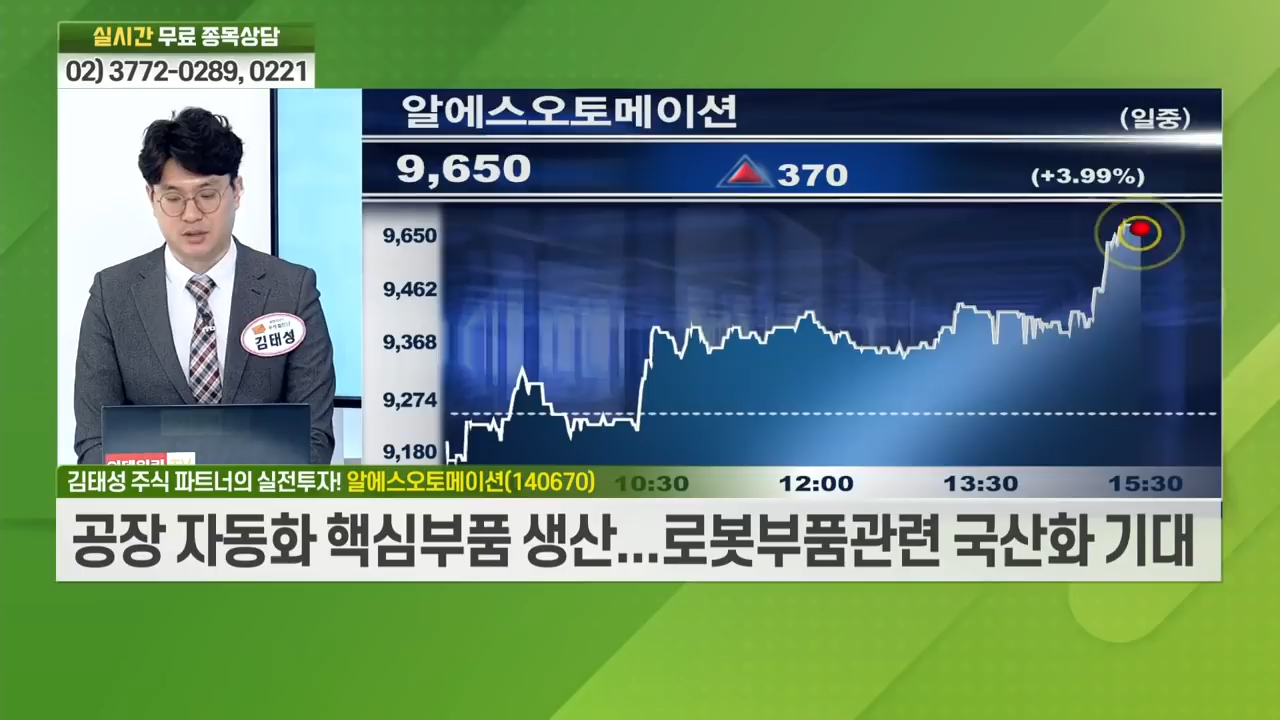 실시간 무료 종목상담
02) 3772-0289, 0221
알에스오토메이션
(일중)
9,650
370
(+3.99%)
9,650
9,462
9,368
9,274
9,180
김태성
김태성 주식 파트너의 실전투자! 알에스오토메이션(140670)
10:30
12:00
13:30
15:30
공장 자동화 핵심부품 생산...로봇부품관련 국산화 기대